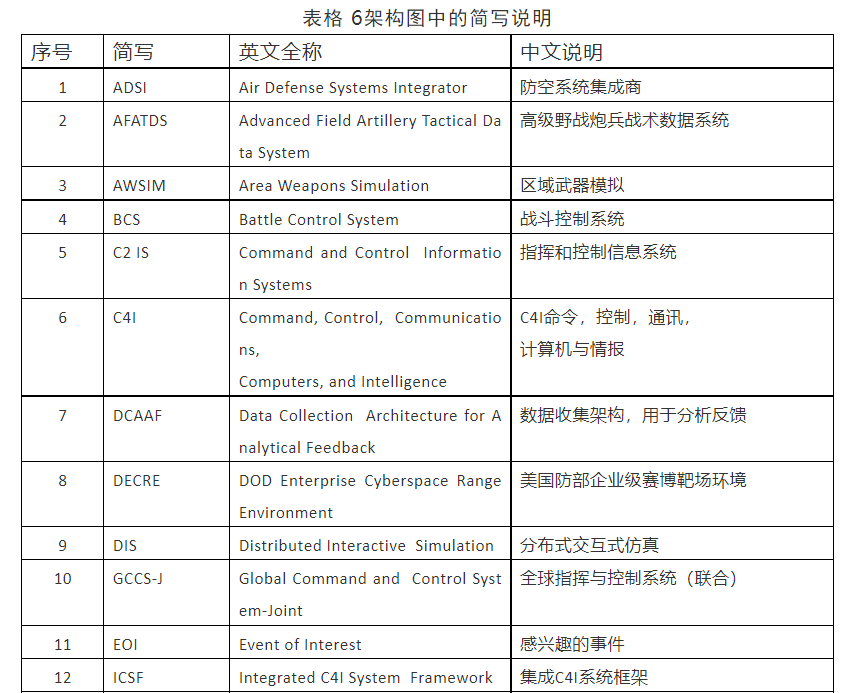 表格 6架构图中的简写说明
序号 简写 英文全称 中文说明
1 ADSI Air Defense Systems Integrator 防空系统集成商
2 AFATDS Advanced Field Artillery Tactical Da 高级野战炮兵战术数据系统
ta System
3 AWSIM Area Weapons Simulation 区域武器模拟
4 BCS Battle Control System 战斗控制系统
5 C2 IS Command and Control Informatio 指挥和控制信息系统
n Systems
6 C4I Command, Control, Communicatio C4I命令，控制，通讯，
ns, 计算机与情报
Computers, and Intelligence
7 DCAAF Data Collection Architecture for A 数据收集架构，用于分析反馈
nalytical Feedback
8 DECRE DOD Enterprise Cyberspace Range 美国防部企业级赛博靶场环境
Environment
9 DIS Distributed Interactive Simulation 分布式交互式仿真
10 GCCS-J Global Command and Control Syst 全球指挥与控制系统（联合）
em-Joint
11 EOI Event of Interest 感兴趣的事件
12 ICSF Integrated C4I System Framework 集成C4I系统框架